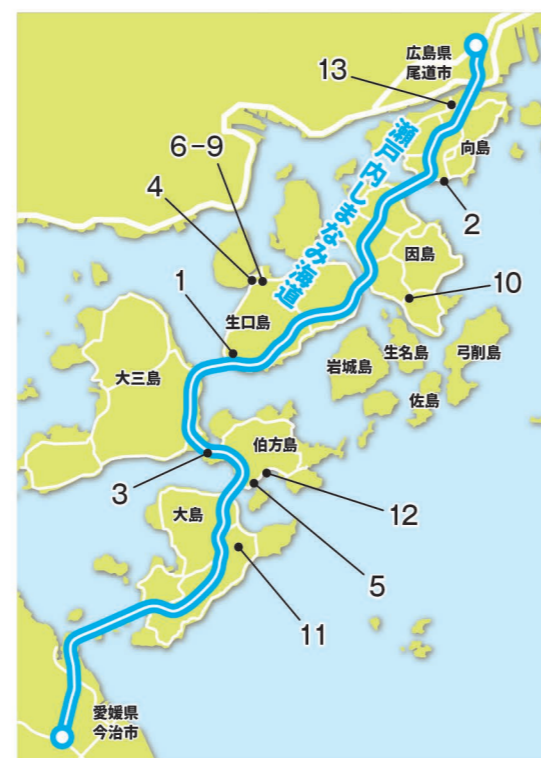 広島県
尾道市
13
向島
瀬戸内しまなみ海道
6-9
4
2
因島
1
10
生口島
生名島
弓削島
岩城島
大三島
佐島
伯方島
3
12
大島
5
11
愛媛県
今治市